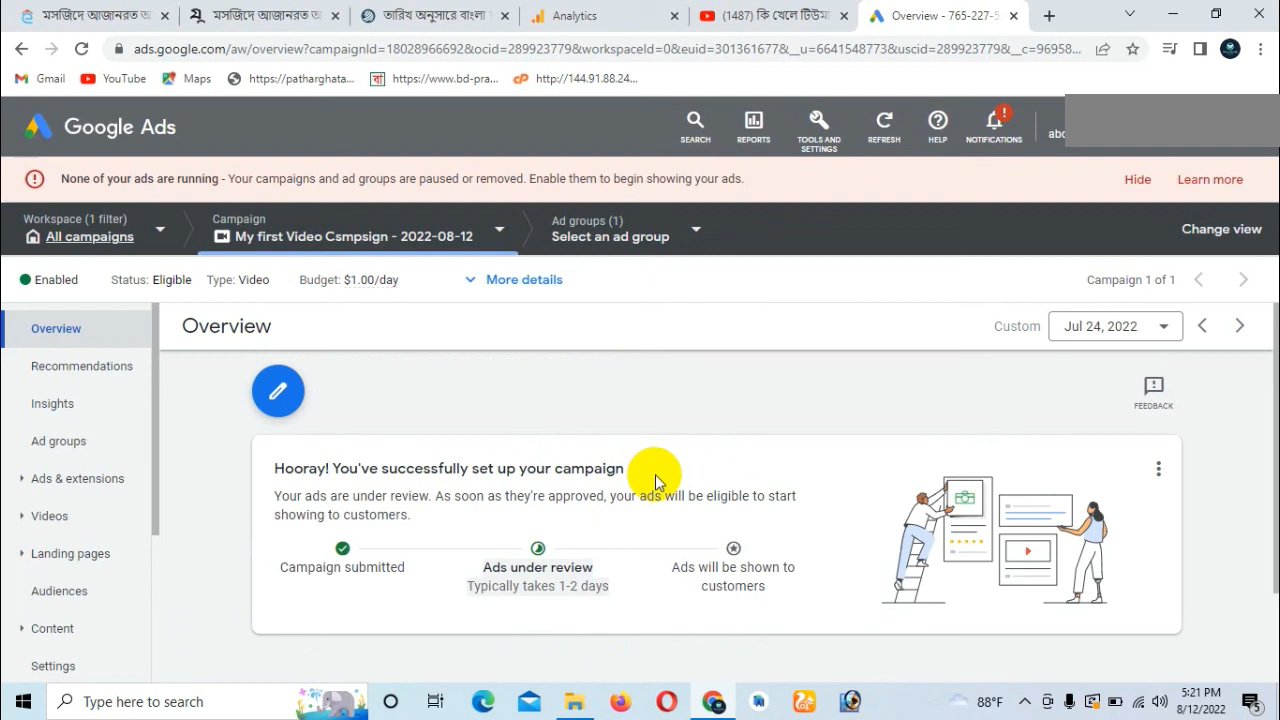 মসজিদে আজানরত অ
মসজিদে আজানরত অ
তারিখ অনুসারে বাংলা
Analytics
(1487) কি খেলে টিউম
Overview - 765-227-5
ads.google.com/aw/overview?campaignId=18028966692&ocid=289923779&workspaceId=0&euid=301301677&__u=6641548773&uscid=289923779&__c=96958...
Gmail
YouTube
Maps
https://patharghata...
https://www.bd-pra...
http://144.91.88.24...
Google Ads
SEARCH
REPORTS
TOOLS AND SETTINGS
REFRESH
HELP
NOTIFICATIONS
abc
None of your ads are running - Your campaigns and ad groups are paused or removed. Enable them to begin showing your ads.
Hide
Learn more
Workspace (1 filter)
All campaigns
Campaign
My first Video Csmpsign - 2022-08-12
Ad groups (1)
Select an ad group
Change view
Enabled
Status: Eligible
Type: Video
Budget: $1.00/day
More details
Campaign 1 of 1
Overview
Recommendations
Insights
Ad groups
Ads & extensions
Videos
Landing pages
Audiences
Content
Settings
Overview
Custom
Jul 24, 2022
FEEDBACK
Hooray! You've successfully set up your campaign
Your ads are under review. As soon as they're approved, your ads will be eligible to start
showing to customers.
Campaign submitted
Ads under review
Typically takes 1-2 days
Ads will be shown to
customers
Type here to search
88°F
5:21 PM
8/12/2022
5